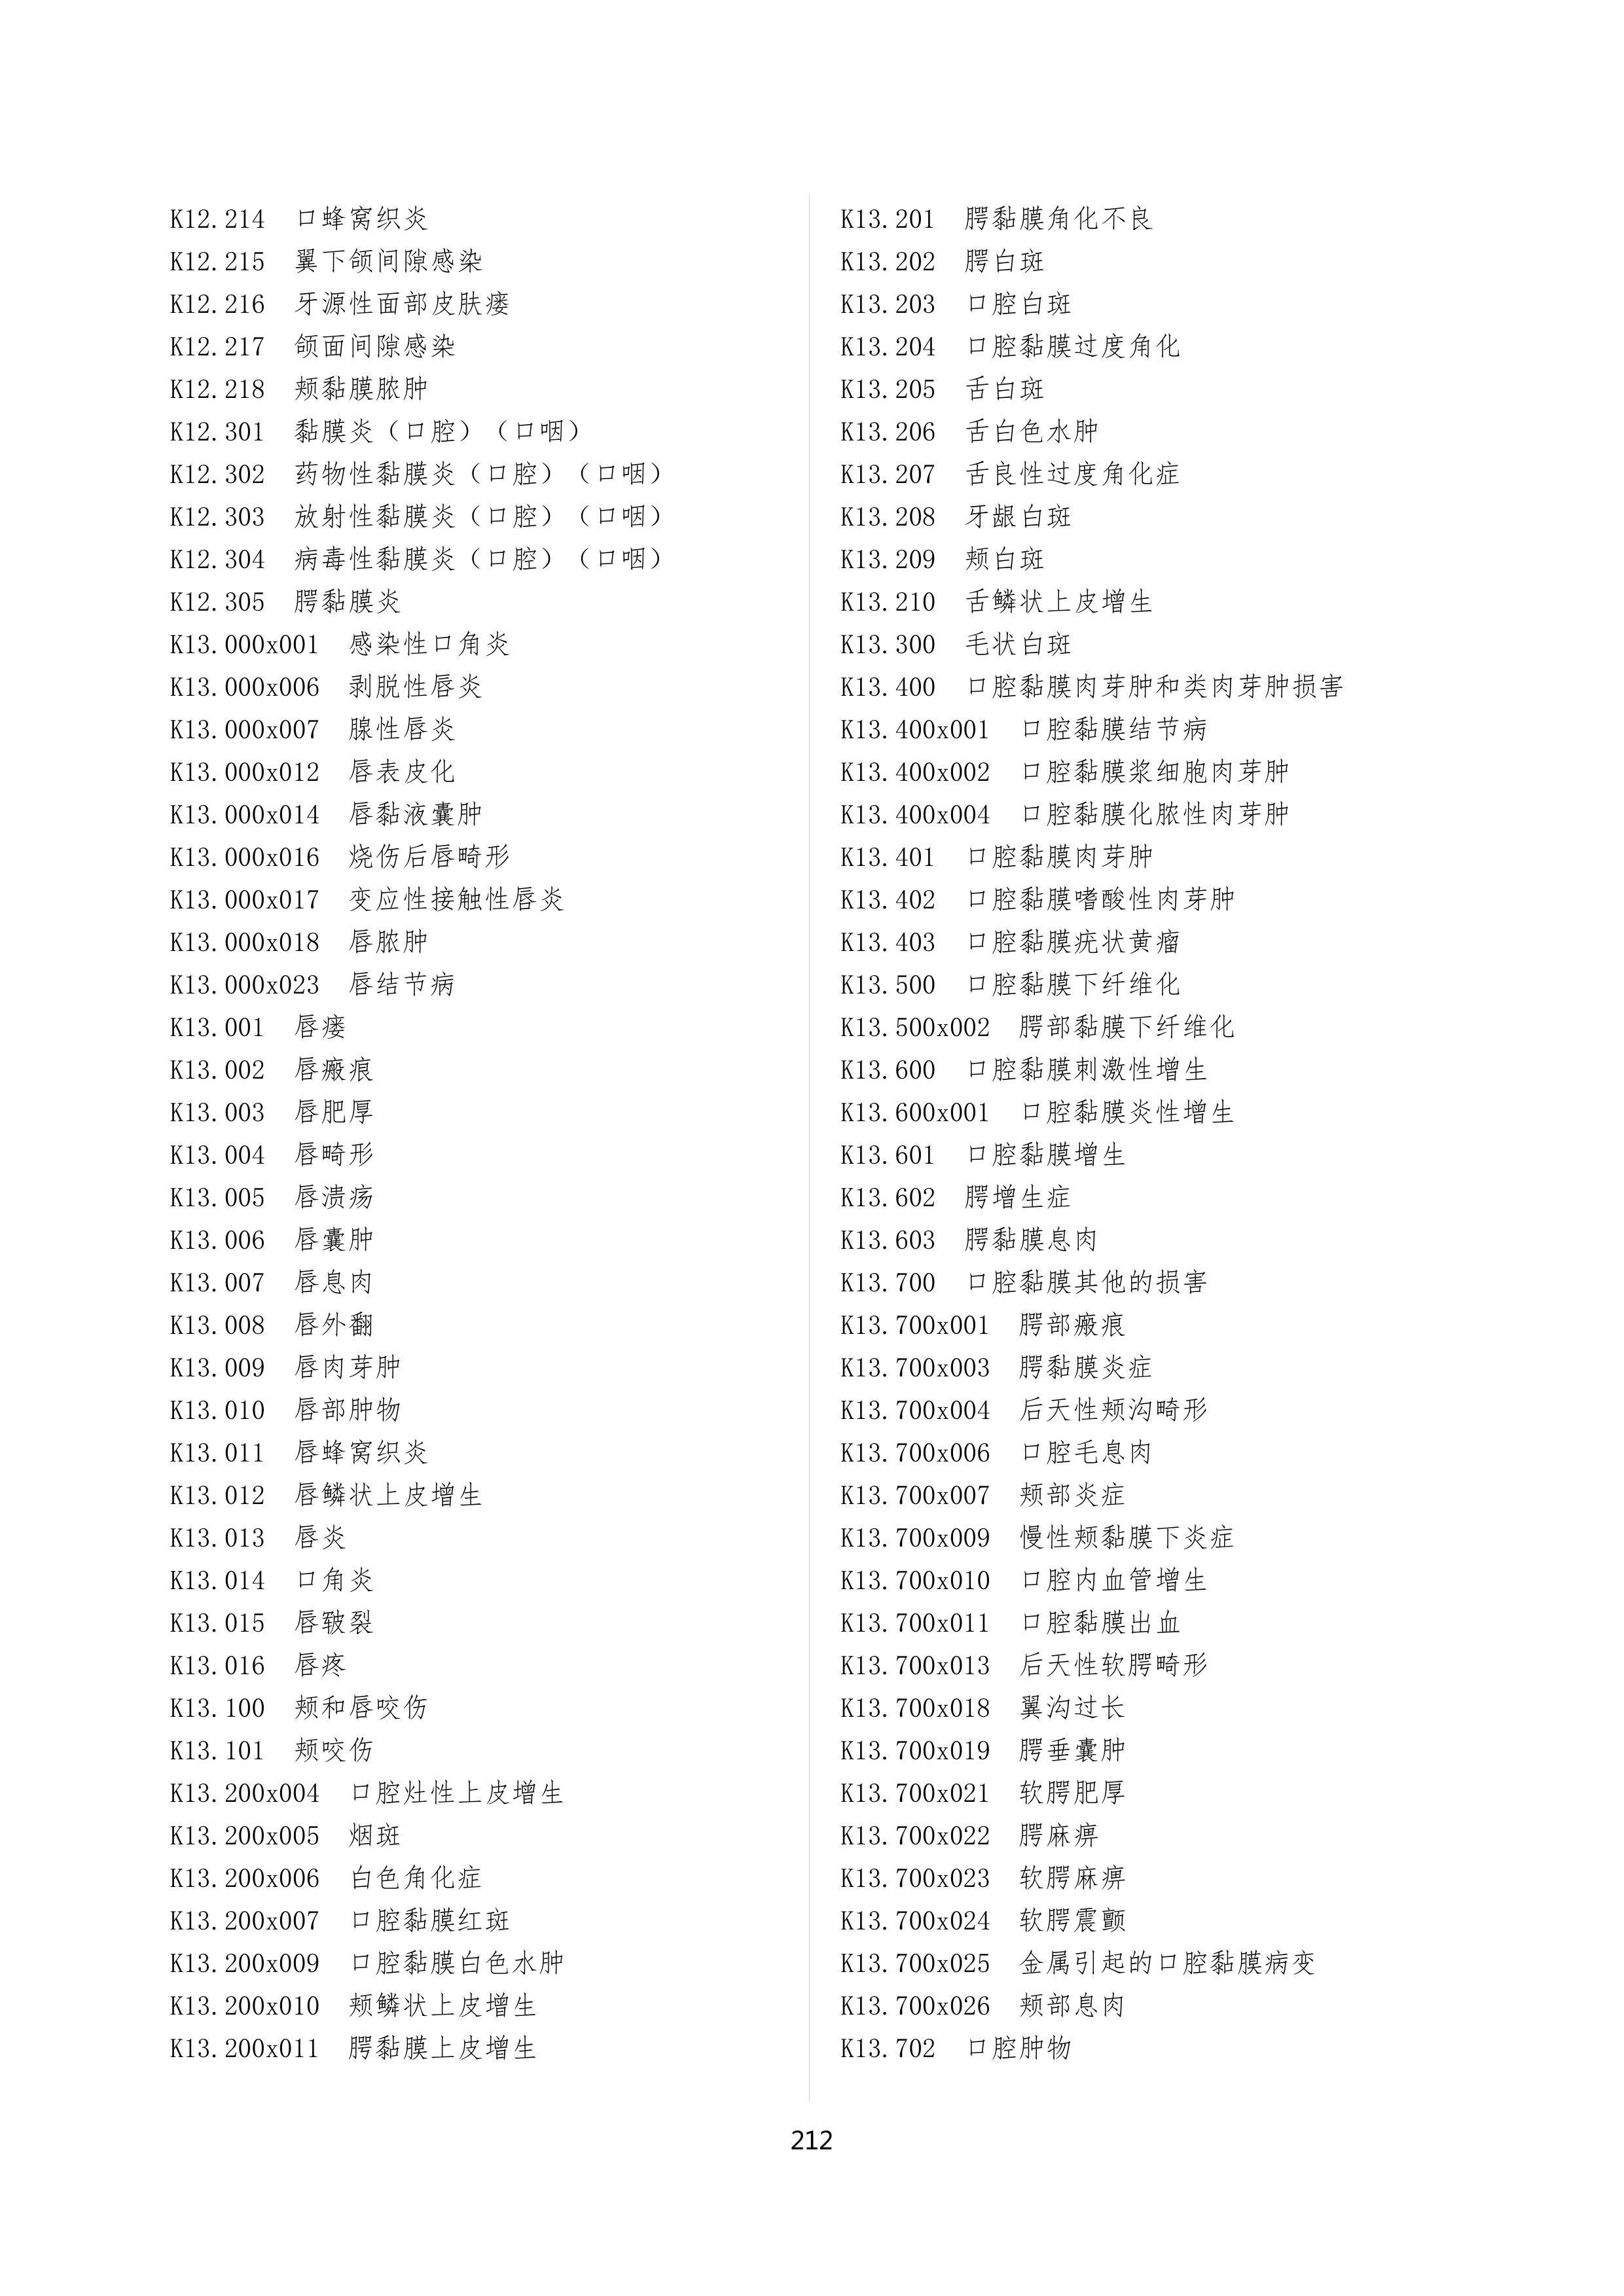 K12.214 口蜂窝织炎
K12.215 翼下颌间隙感染
K12.216 牙源性面部皮肤瘘
K12.217 颌面间隙感染
K12.218 颊黏膜脓肿
K12.301 黏膜炎（口腔）（口咽）
K12.302 药物性黏膜炎（口腔）（口咽）
K12.303 放射性黏膜炎（口腔）（口咽）
K12.304 病毒性黏膜炎（口腔）（口咽）
K12.305 腭黏膜炎
K13.000x001 感染性口角炎
K13.000x006 剥脱性唇炎
K13.000x007 腺性唇炎
K13.000x012 唇表皮化
K13.000x014 唇黏液囊肿
K13.000x016 烧伤后唇畸形
K13.000x017 变应性接触性唇炎
K13.000x018 唇脓肿
K13.000x023 唇结节病
K13.001 唇瘘
K13.002 唇瘢痕
K13.003 唇肥厚
K13.004 唇畸形
K13.005 唇溃疡
K13.006 唇囊肿
K13.007 唇息肉
K13.008 唇外翻
K13.009 唇肉芽肿
K13.010 唇部肿物
K13.011 唇蜂窝织炎
K13.012 唇鳞状上皮增生
K13.013 唇炎
K13.014 口角炎
K13.015 唇皲裂
K13.016 唇疼
K13.100 颊和唇咬伤
K13.101 颊咬伤
K13.200x004 口腔灶性上皮增生
K13.200x005 烟斑
K13.200x006 白色角化症
K13.200x007 口腔黏膜红斑
K13.200x009 口腔黏膜白色水肿
K13.200x010 颊鳞状上皮增生
K13.200x011 腭黏膜上皮增生
K13.201 腭黏膜角化不良
K13.202 腭白斑
K13.203 口腔白斑
K13.204 口腔黏膜过度角化
K13.205 舌白斑
K13.206 舌白色水肿
K13.207 舌良性过度角化症
K13.208 牙龈白斑
K13.209 颊白斑
K13.210 舌鳞状上皮增生
K13.300 毛状白斑
K13.400 口腔黏膜肉芽肿和类肉芽肿损害
K13.400x001 口腔黏膜结节病
K13.400x002 口腔黏膜浆细胞肉芽肿
K13.400x004 口腔黏膜化脓性肉芽肿
K13.401 口腔黏膜肉芽肿
K13.402 口腔黏膜嗜酸性肉芽肿
K13.403 口腔黏膜疣状黄瘤
K13.500 口腔黏膜下纤维化
K13.500x002 腭部黏膜下纤维化
K13.600 口腔黏膜刺激性增生
K13.600x001 口腔黏膜炎性增生
K13.601 口腔黏膜增生
K13.602 腭增生症
K13.603 腭黏膜息肉
K13.700 口腔黏膜其他的损害
K13.700x001 腭部瘢痕
K13.700x003 腭黏膜炎症
K13.700x004 后天性颊沟畸形
K13.700x006 口腔毛息肉
K13.700x007 颊部炎症
K13.700x009 慢性颊黏膜下炎症
K13.700x010 口腔内血管增生
K13.700x011 口腔黏膜出血
K13.700x013 后天性软腭畸形
K13.700x018 翼沟过长
K13.700x019 腭垂囊肿
K13.700x021 软腭肥厚
K13.700x022 腭麻痹
K13.700x023 软腭麻痹
K13.700x024 软腭震颤
K13.700x025 金属引起的口腔黏膜病变
K13.700x026 颊部息肉
K13.702 口腔肿物
212